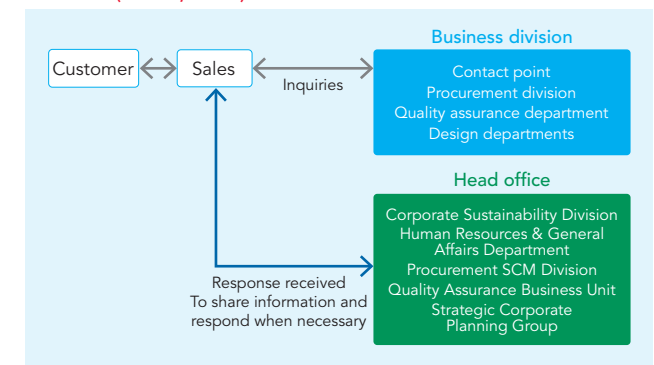 Business division
Customer
Sales
Inquiries
Contact point
Procurement division
Quality assurance department
Design departments
Head office
Corporate Sustainability Division
Human Resources & General
Affairs Department
Procurement SCM Division
Quality Assurance Business Unit
Strategic Corporate
Planning Group
Response received
To share information and
respond when necessary